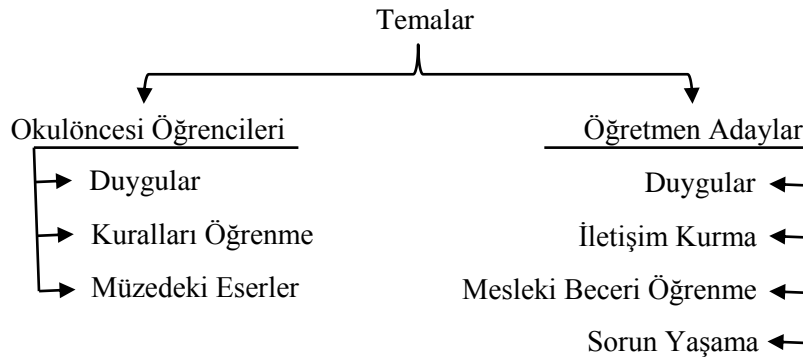 Temalar
Okulöncesi Öğrencileri
Duygular
Kuralları Öğrenme
Müzedeki Eserler
Öğretmen Adaylar
Duygular
İletişim Kurma
Mesleki Beceri Öğrenme
Sorun Yaşama